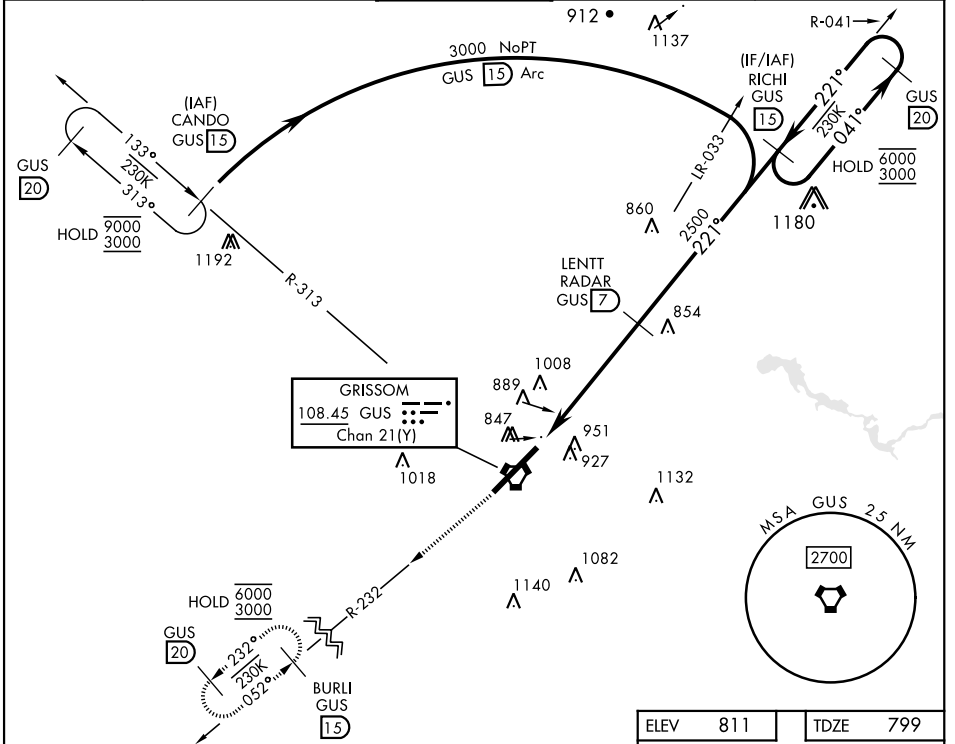 912
1137
R-041
3000 NoPT
GUS 15 Arc
(IF/IAF)
RICHI
GUS
15
221°
230K
041°
GUS
20
HOLD 6000
3000
1180
(IAF)
CANDO
GUS 15
133°
230K
313°
GUS
20
HOLD 9000
3000
1192
R-313
LR-033
860
2500
221°
LENTT
RADAR
GUS 7
854
1008
889
847
951
927
GRISSOM
108.45 GUS
Chan 21(Y)
1018
1132
1082
1140
MSA GUS 25 NM
2700
R-232
HOLD 6000
3000
GUS
20
232°
230K
052°
BURLI
GUS
15
ELEV 811
TDZE 799